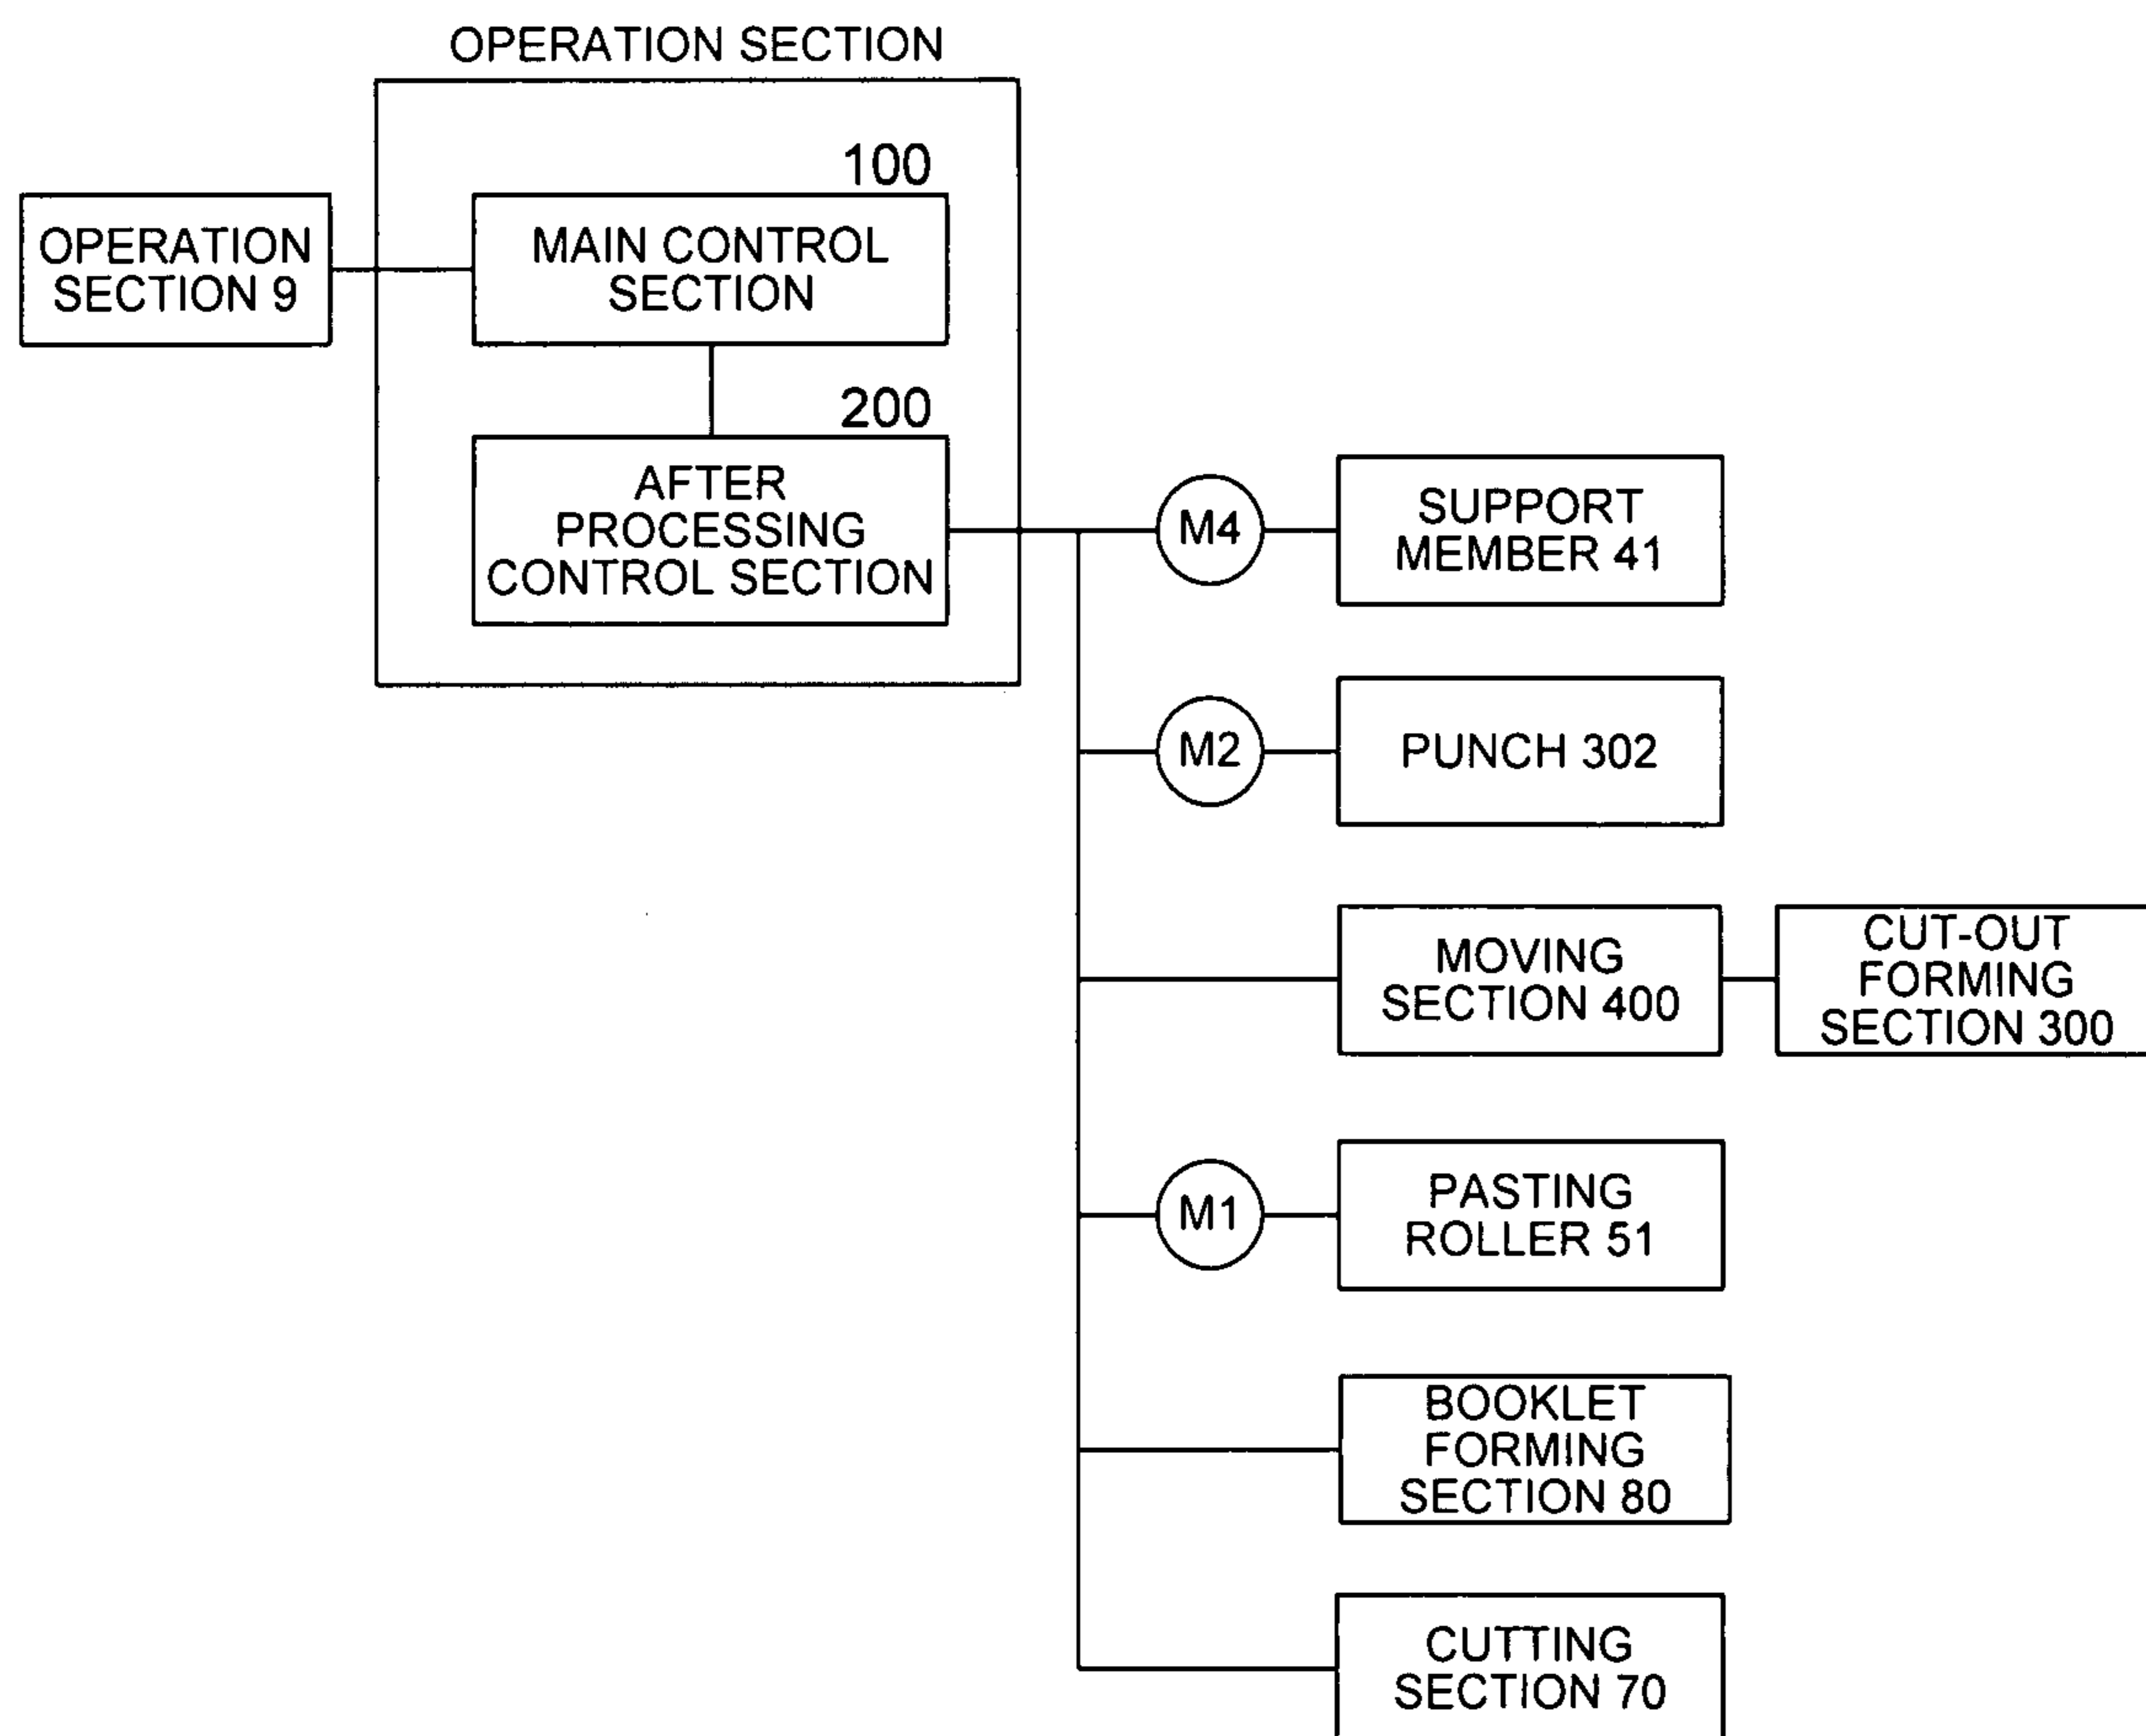 OPERATION SECTION
100
OPERATION
SECTION 9
MAIN CONTROL
SECTION
200
AFTER
PROCESSING
CONTROL SECTION
M4
SUPPORT
MEMBER 41
M2
PUNCH 302
MOVING
SECTION 400
CUT-OUT
FORMING
SECTION 300
M1
PASTING
ROLLER 51
BOOKLET
FORMING
SECTION 80
CUTTING
SECTION 70